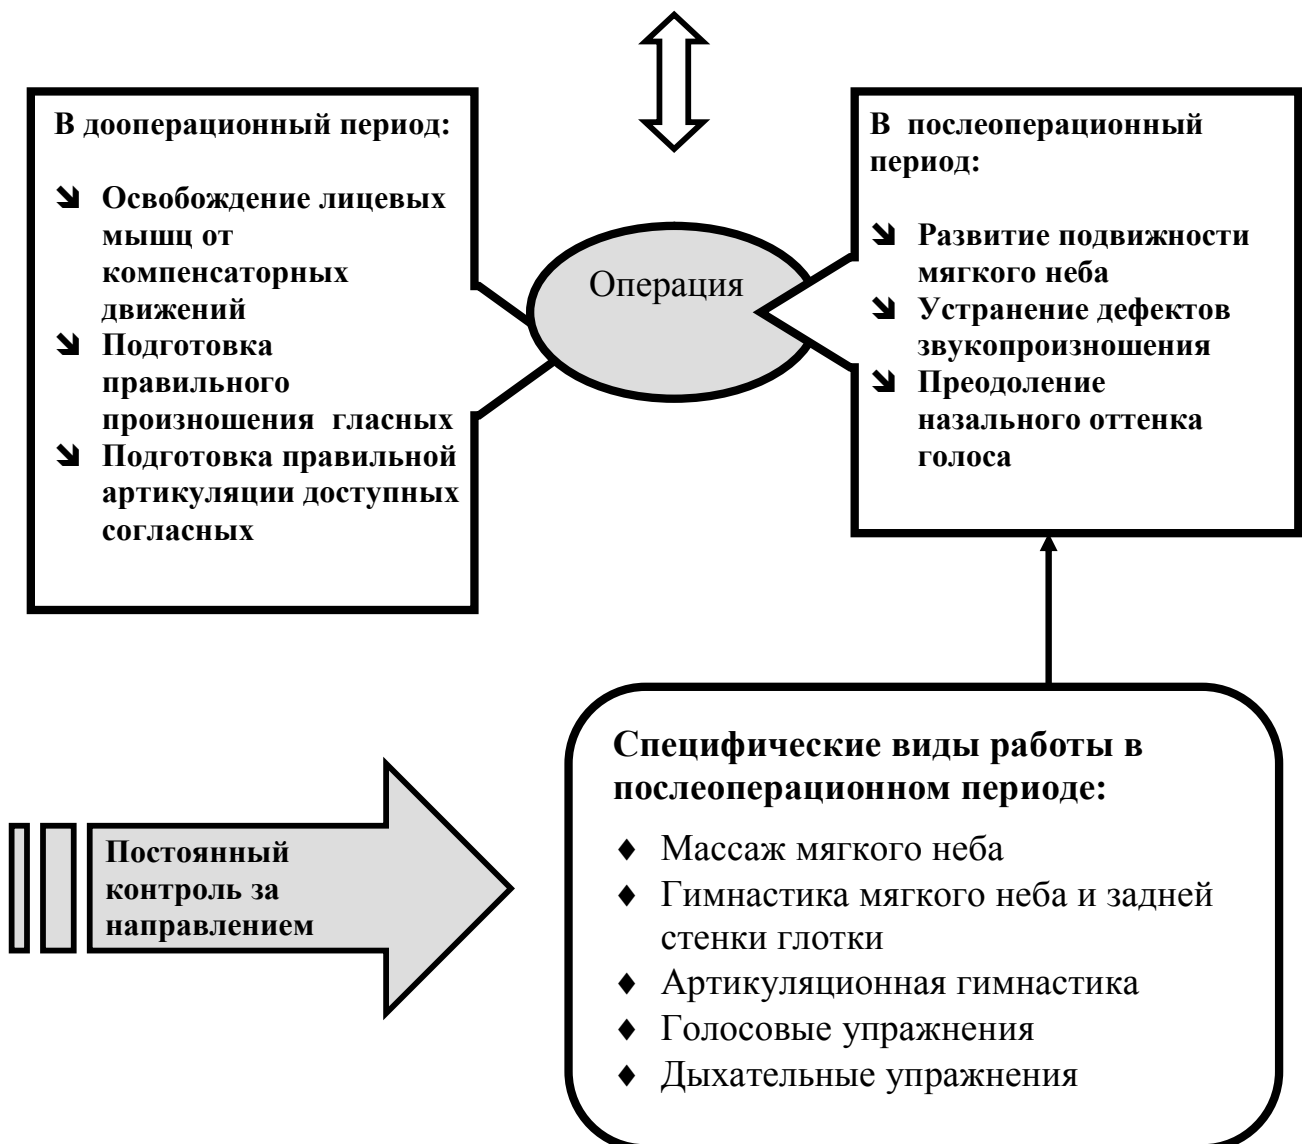 В дооперационный период:
Освобождение лицевых
мышц от
компенсаторных
движений
Подготовка
правильного
произношения гласных
Подготовка правильной
артикуляции доступных
согласных
Операция
В послеоперационный
период:
Развитие подвижности
мягкого неба
Устранение дефектов
звукопроизношения
Преодоление
назального оттенка
голоса
Постоянный
контроль за
направлением
Специфические виды работы в
послеоперационном периоде:
♦ Массаж мягкого неба
♦ Гимнастика мягкого неба и задней
стенки глотки
♦ Артикуляционная гимнастика
♦ Голосовые упражнения
♦ Дыхательные упражнения